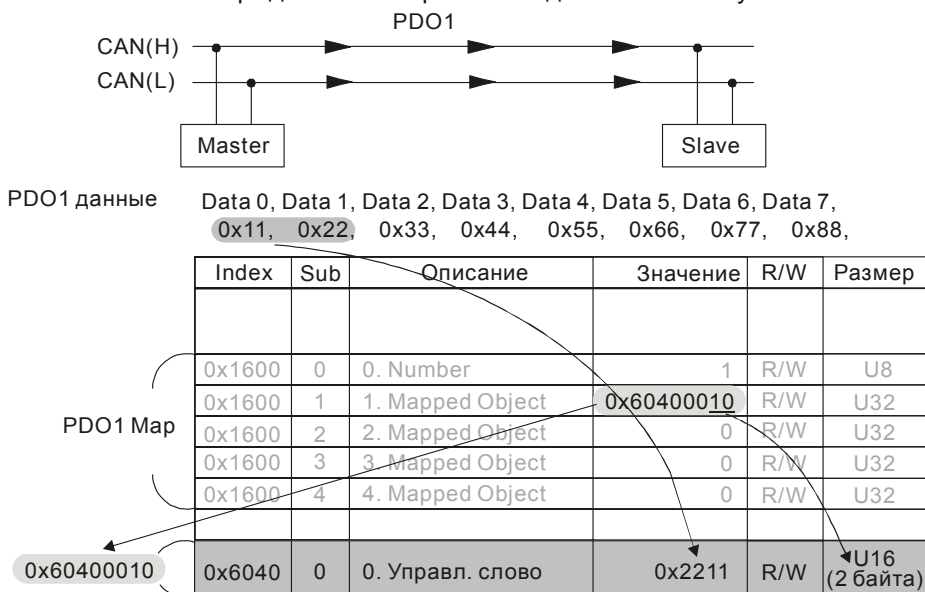 PDO1
CAN(H)
CAN(L)
Master Slave
PDO1 данные Data 0, Data 1, Data 2, Data 3, Data 4, Data 5, Data 6, Data 7,
0x11, 0x22, 0x33, 0x44, 0x55, 0x66, 0x77, 0x88,
Index Sub Описание Значение R/W Размер
0x1600 0 0. Number 1 R/W U8
0x1600 1 1. Mapped Object 0x60400010 R/W U32
PDO1 Map
0x1600 2 2. Mapped Object 0 R/W U32
0x1600 3 3. Mapped Object 0 R/W U32
0x1600 4 4. Mapped Object 0 R/W U32
0x60400010 0x6040 0 0. Управл. слово 0x2211 R/W U16
(2 байта)